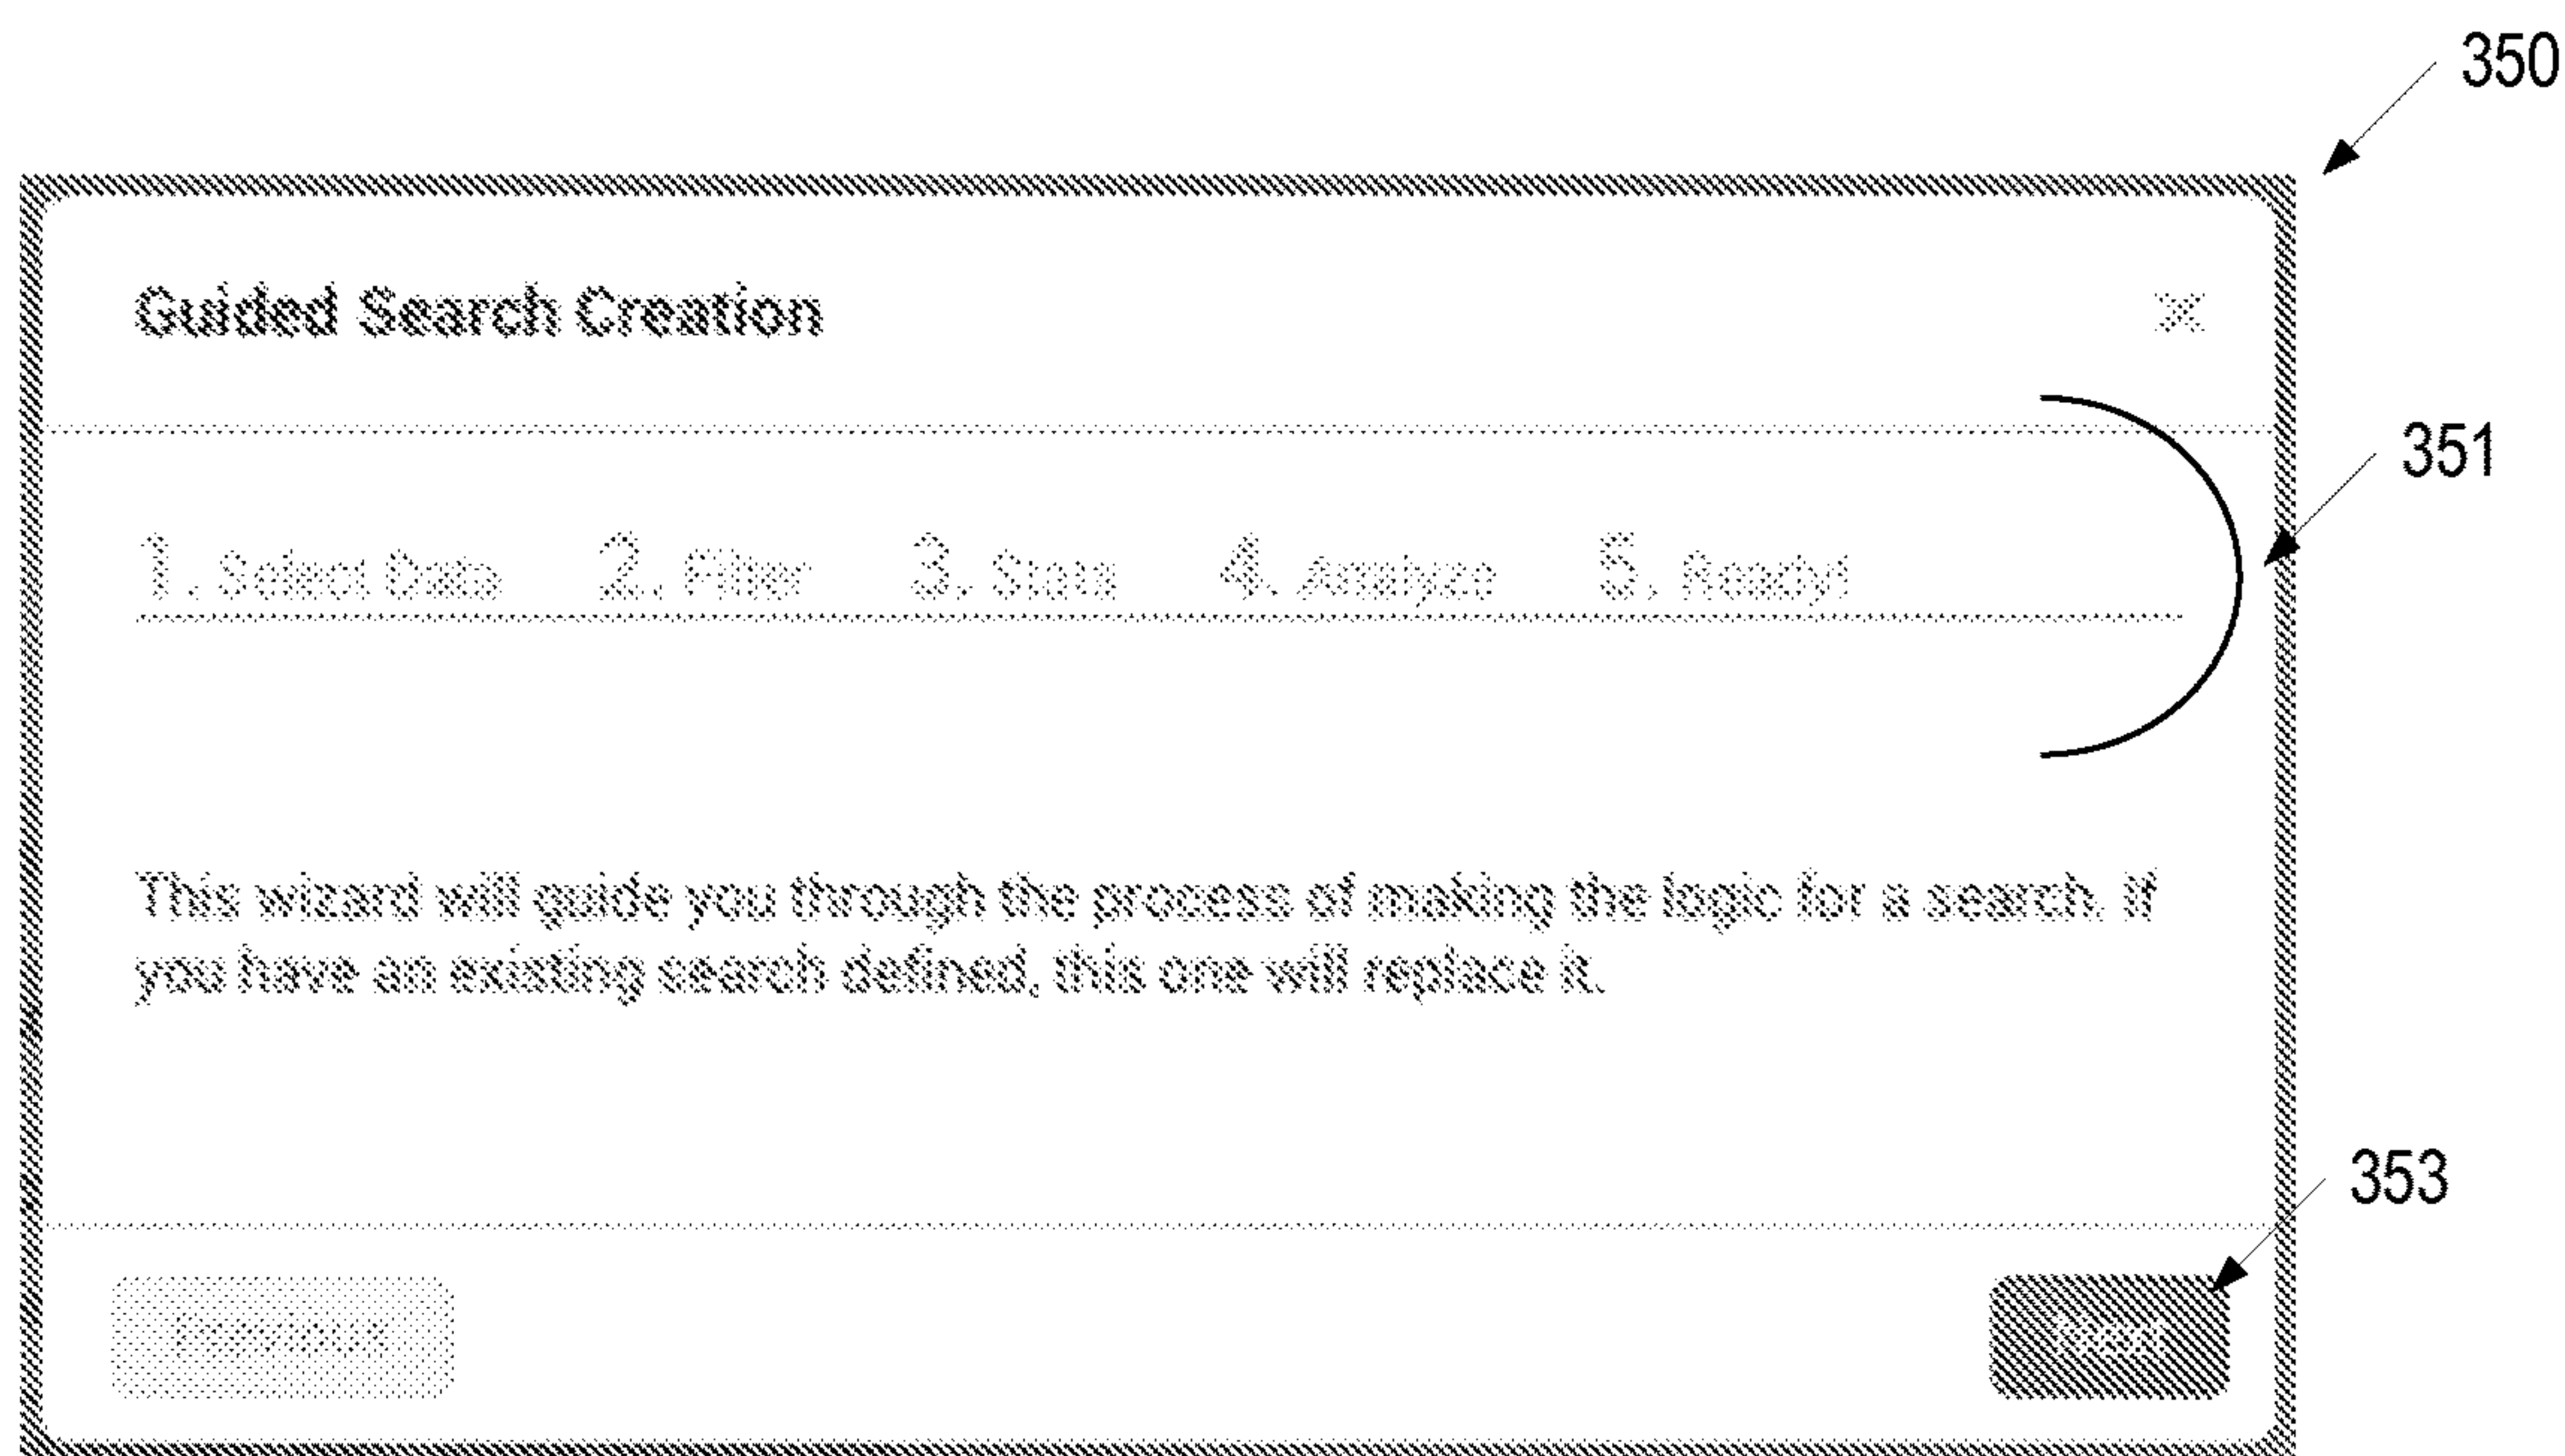 350
Guided Search Creation
351
1. Select Data 2. Filter 3. Stats 4. Analyze 5. Ready!
This wizard will guide you through the process of making the logic for a search. If
you have an existing search defined, this one will replace it.
353
Previous Next